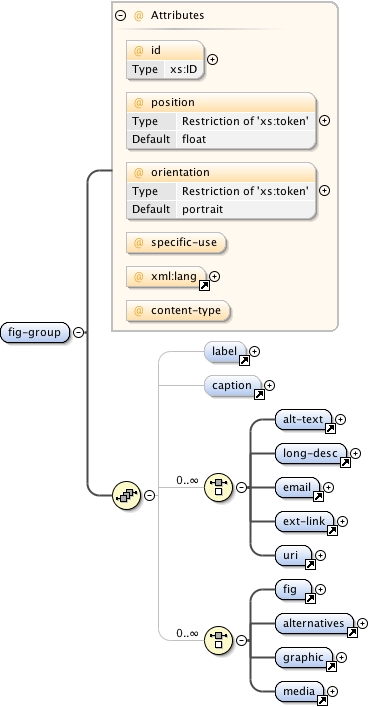 @ Attributes
@ id
Type xs:ID
@ position
Type Restriction of 'xs:token'
Default float
@ orientation
Type Restriction of 'xs:token'
Default portrait
@ specific-use
@ xml:lang
@ content-type
fig-group
label
caption
0..∞
alt-text
long-desc
email
ext-link
uri
0..∞
fig
alternatives
graphic
media